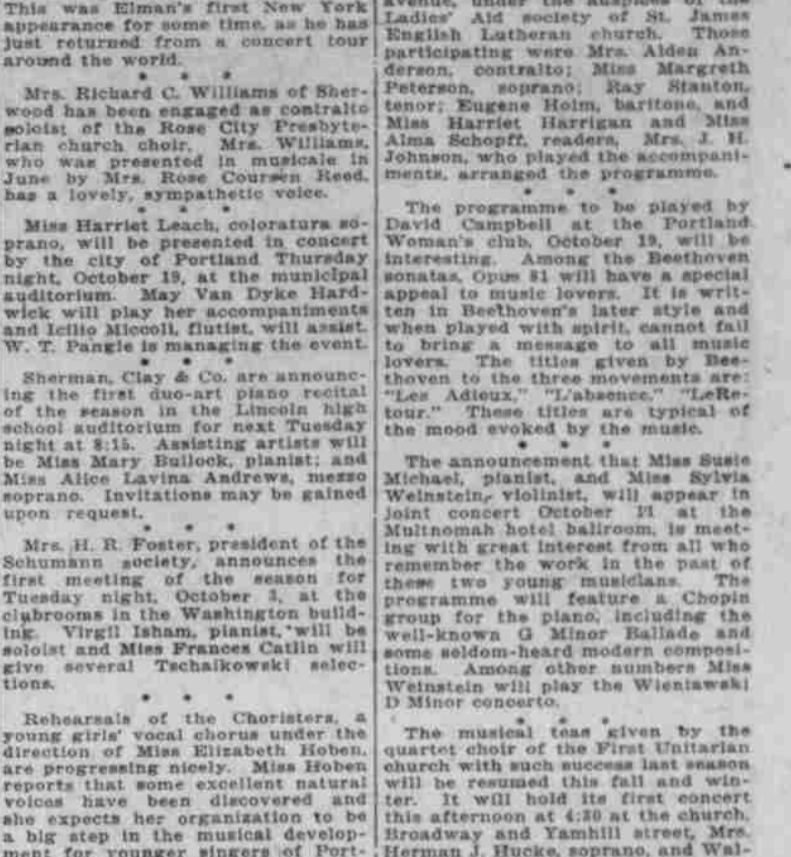 This was Elman's first New York
appearance for some time, as he has
just returned from a concert tour
around the world.
* * *
Mrs. Richard C. Williams of Sher-
wood has been engaged as contralto
soloist of the Rose City Presbyte-
rian church choir. Mrs. Williams,
who was presented in musicale in
June by Mrs. Rose Coursen Reed,
has a lovely, sympathetic voice.
* * *
Miss Harriet Leach, coloratura so-
prano, will be presented in concert
by the city of Portland Thursday
night, October 19, at the municipal
auditorium. May Van Dyke Hard-
wick will play her accompaniments
and Icilio Miccoli, flutist, will assist.
W. T. Pangle is managing the event.
* * *
Sherman, Clay & Co. are announc-
ing the first duo-art piano recital
of the season in the Lincoln high
school auditorium for next Tuesday
night at 8:15. Assisting artists will
be Miss Mary Bullock, pianist; and
Miss Alice Lavina Andrews, mezzo
soprano. Invitations may be gained
upon request.
* * *
Mrs. H. R. Foster, president of the
Schumann society, announces the
first meeting of the season for
Tuesday night, October 3, at the
clubrooms in the Washington build-
ing. Virgil Isham, pianist, will be
soloist and Miss Frances Catlin will
give several Tschaikowski selec-
tions.
* * *
Rehearsals of the Choristers, a
young girls' vocal chorus under the
direction of Miss Elizabeth Hoben,
are progressing nicely. Miss Hoben
reports that some excellent natural
voices have been discovered and
she expects her organization to be
a big step in the musical develop-
ment for younger singers of Port-
avenue, under the auspices of the
Ladies' Aid society of St. James
English Lutheran church. Those
participating were Mrs. Alden An-
derson, contralto; Miss Margreth
Peterson, soprano; Ray Stanton,
tenor; Eugene Holm, baritone, and
Miss Harriet Harrigan and Miss
Alma Schopff, readers, Mrs. J. H.
Johnson, who played the accompani-
ments, arranged the programme.
* * *
The programme to be played by
David Campbell at the Portland
Woman's club, October 19, will be
interesting. Among the Beethoven
sonatas, Opus 81 will have a special
appeal to music lovers. It is writ-
ten in Beethoven's later style and
when played with spirit, cannot fail
to bring a message to all music
lovers. The titles given by Bee-
thoven to the three movements are:
"Les Adieux," "L'absence," "LeRe-
tour." These titles are typical of
the mood evoked by the music.
* * *
The announcement that Miss Susie
Michael, pianist, and Miss Sylvia
Weinstein, violinist, will appear in
joint concert October at the
Multnomah hotel ballroom, is meet-
ing with great interest from all who
remember the work in the past of
these two young musicians. The
programme will feature a Chopin
group for the piano, including the
well-known G Minor Ballade and
some seldom-heard modern composi-
tions. Among other numbers Miss
Weinstein will play the Wieniawski
D Minor concerto.
* * *
The musical teas given by the
quartet choir of the First Unitarian
church with such success last season
will be resumed this fall and win-
ter. It will hold its first concert
this afternoon at 4:30 at the church,
Broadway and Yamhill street, Mrs.
Herman J. Hucke, soprano, and Wal-